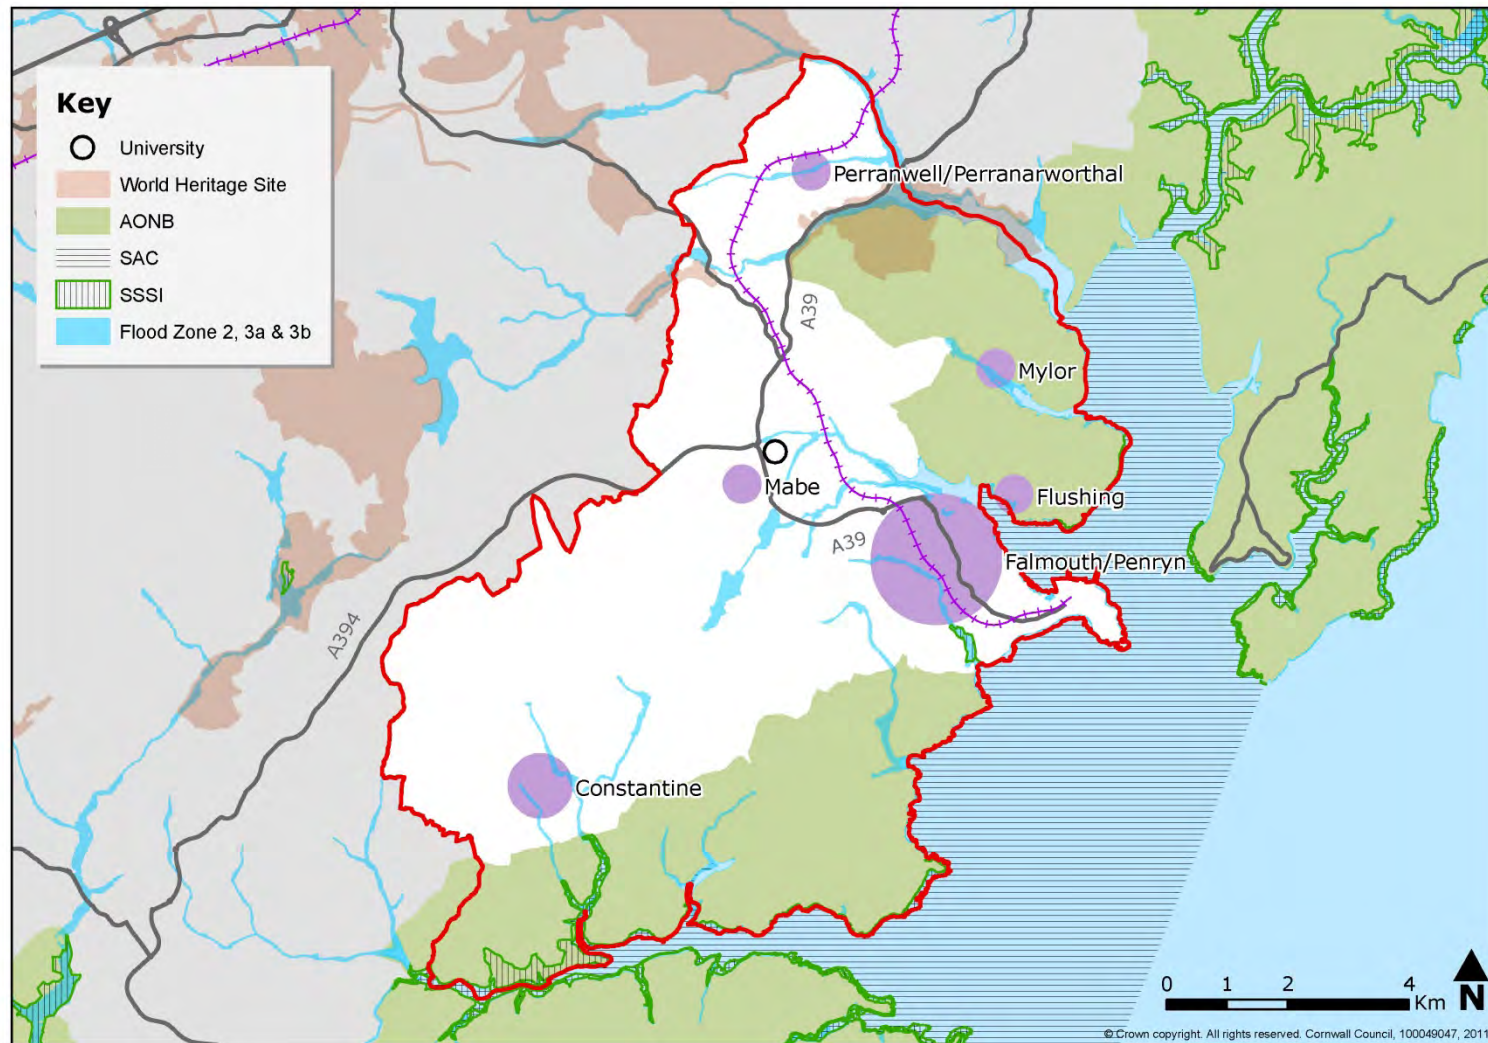 Key
University
World Heritage Site
AONB
SAC
SSSI
Flood Zone 2, 3a & 3b
Perranwell/Perranarworthal
A39
Mylor
Mabe
Flushing
A39
Falmouth/Penryn
A394
Constantine
0 1 2 4
Km
N
© Crown copyright. All rights reserved. Cornwall Council, 100049047, 2011